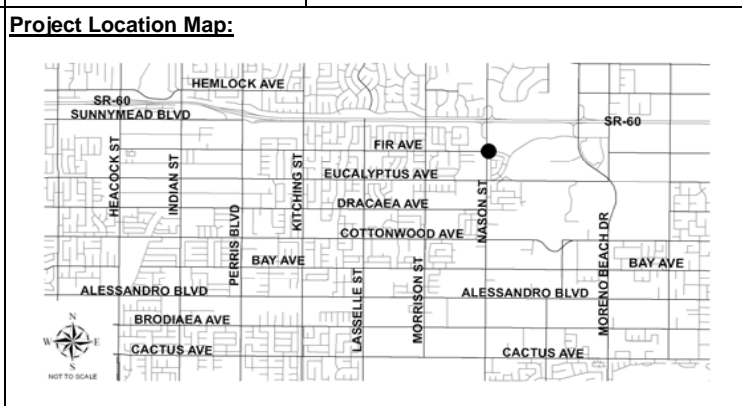 Project Location Map:
HEMLOCK AVE
SR-60
SUNNYMEAD BLVD
SR-60
FIR AVE
EUCALYPTUS AVE
DRACAEA AVE
COTTONWOOD AVE
HEACOCK ST
INDIAN ST
PERRIS BLVD
KITCHING ST
NASON ST
BAY AVE
BAY AVE
LASSELLE ST
MORRISON ST
MORENO BEACH DR
ALESSANDRO BLVD
ALESSANDRO BLVD
BRODIAEA AVE
CACTUS AVE
CACTUS AVE
N
W E
S
NOT TO SCALE